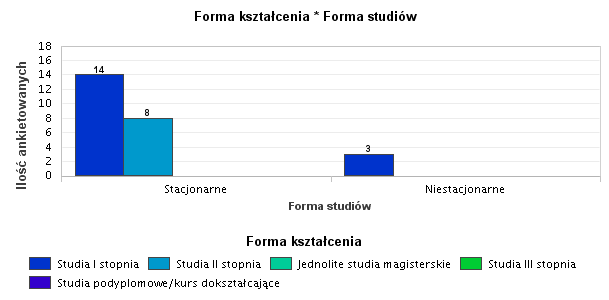 Forma kształcenia * Forma studiów
Ilość ankietowanych
18
16
14
12
10
8
6
4
2
0
14
8
3
Stacjonarne
Niestacjonarne
Forma studiów
Forma kształcenia
Studia I stopnia
Studia II stopnia
Jednolite studia magisterskie
Studia III stopnia
Studia podyplomowe/kurs dokształcające